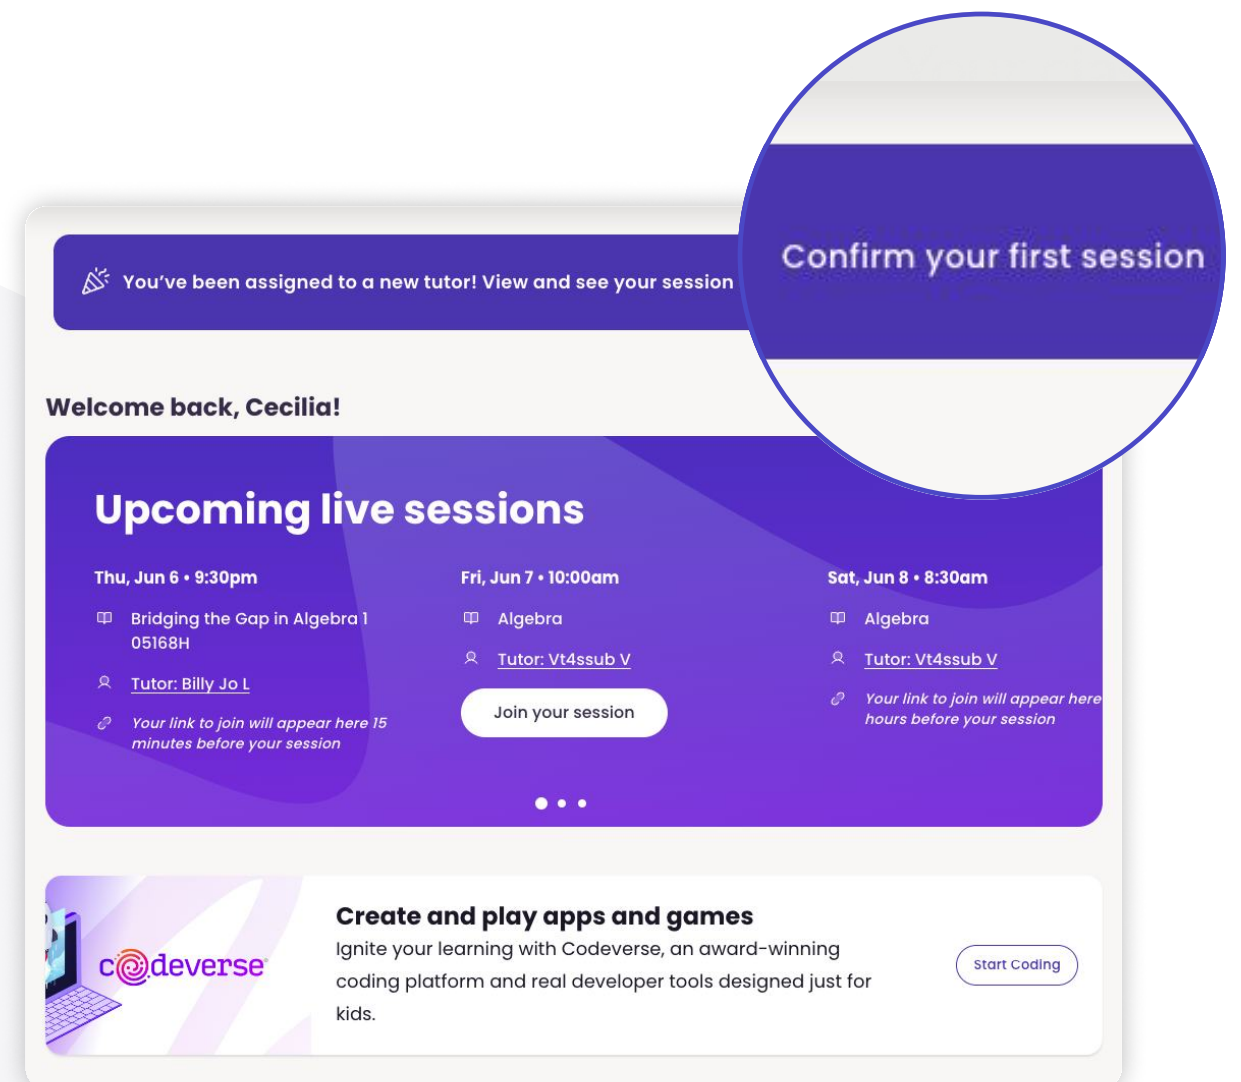 Confirm your first session
You've been assigned to a new tutor! View and see your session
Welcome back, Cecilia!
Upcoming live sessions
Thu, Jun 6 • 9:30pm
Bridging the Gap in Algebra 1
05168H
Tutor: Billy Jo L
Your link to join will appear here 15
minutes before your session
Fri, Jun 7 • 10:00am
Algebra
Tutor: Vt4ssub V
Join your session
Sat, Jun 8 • 8:30am
Algebra
Tutor: Vt4ssub V
Your link to join will appear here
hours before your session
codeverse
Create and play apps and games
Ignite your learning with Codeverse, an award-winning
coding platform and real developer tools designed just for
kids.
Start Coding